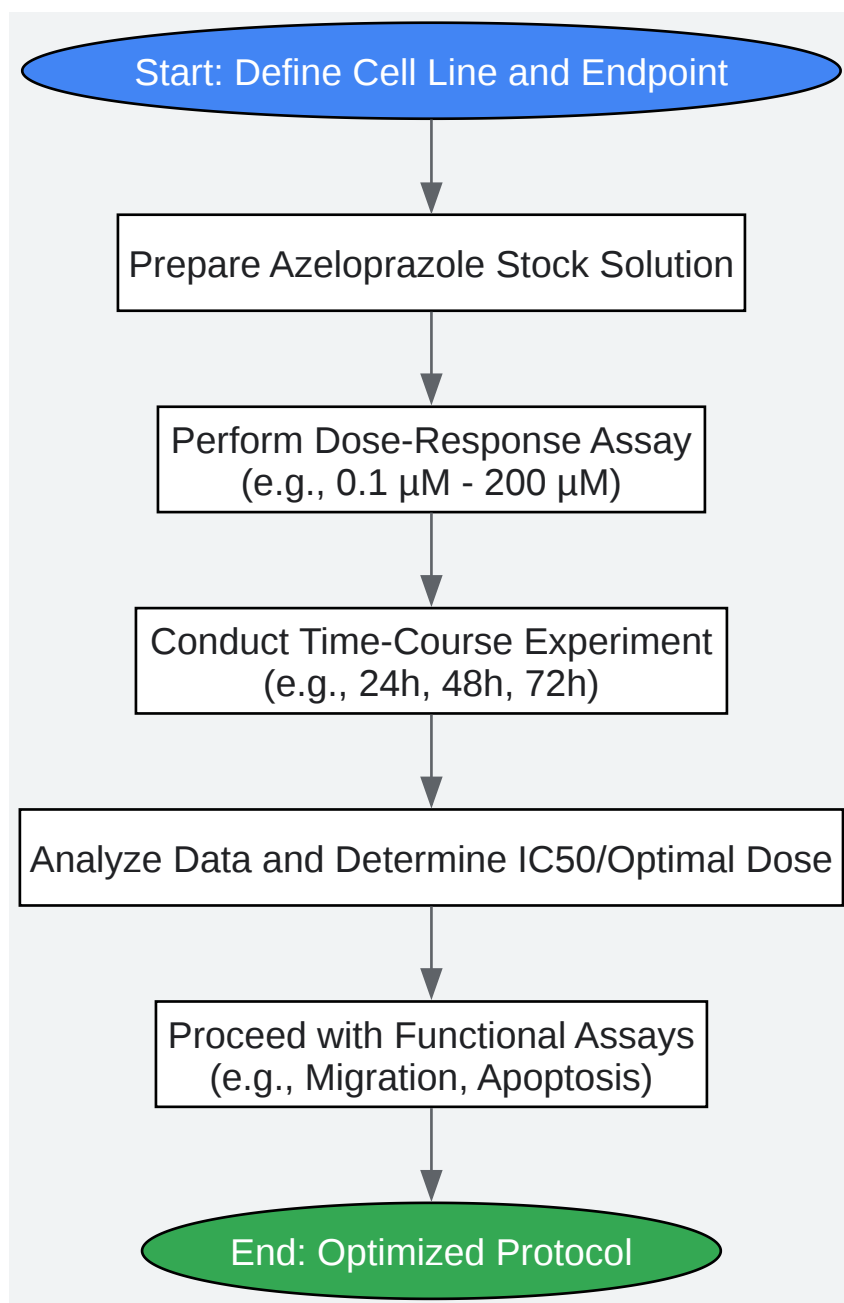 Start: Define Cell Line and Endpoint
Prepare Azeloprazole Stock Solution
Perform Dose-Response Assay
(e.g., 0.1 µM - 200 µM)
Conduct Time-Course Experiment
(e.g., 24h, 48h, 72h)
Analyze Data and Determine IC50/Optimal Dose
Proceed with Functional Assays
(e.g., Migration, Apoptosis)
End: Optimized Protocol